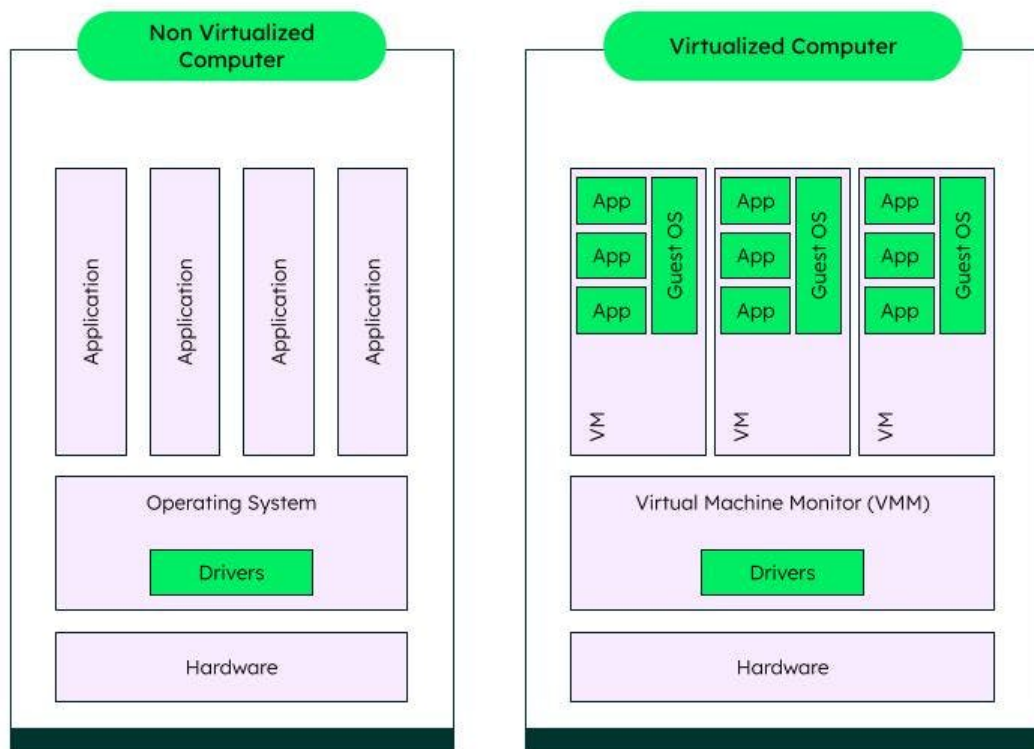 Non Virtualized
Computer
Application
Application
Application
Application
Operating System
Drivers
Hardware
Virtualized Computer
App
App
App
Guest OS
VM
App
App
App
Guest OS
VM
App
App
App
Guest OS
VM
Virtual Machine Monitor (VMM)
Drivers
Hardware